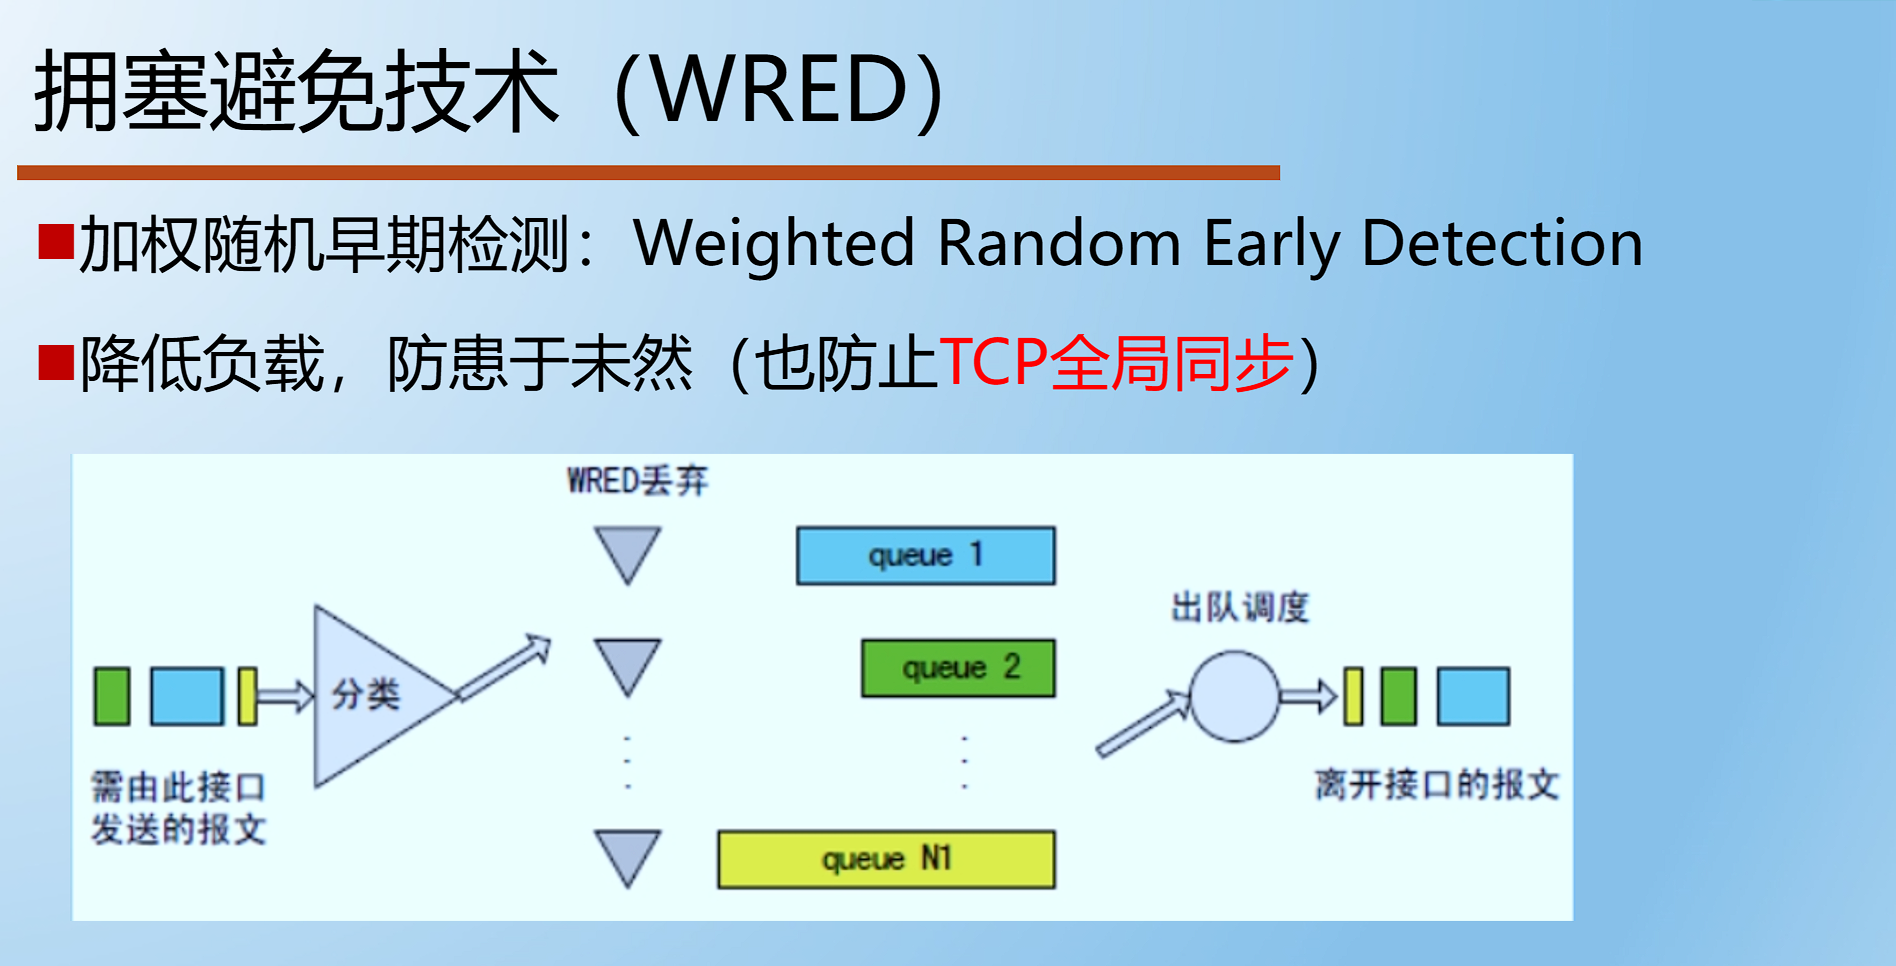 拥塞避免技术（WRED）
加权随机早期检测：Weighted Random Early Detection
降低负载，防患于未然（也防止TCP全局同步）
WRED丢弃
queue 1
出队调度
queue 2
分类
需由此接口
发送的报文
离开接口的报文
queue N1